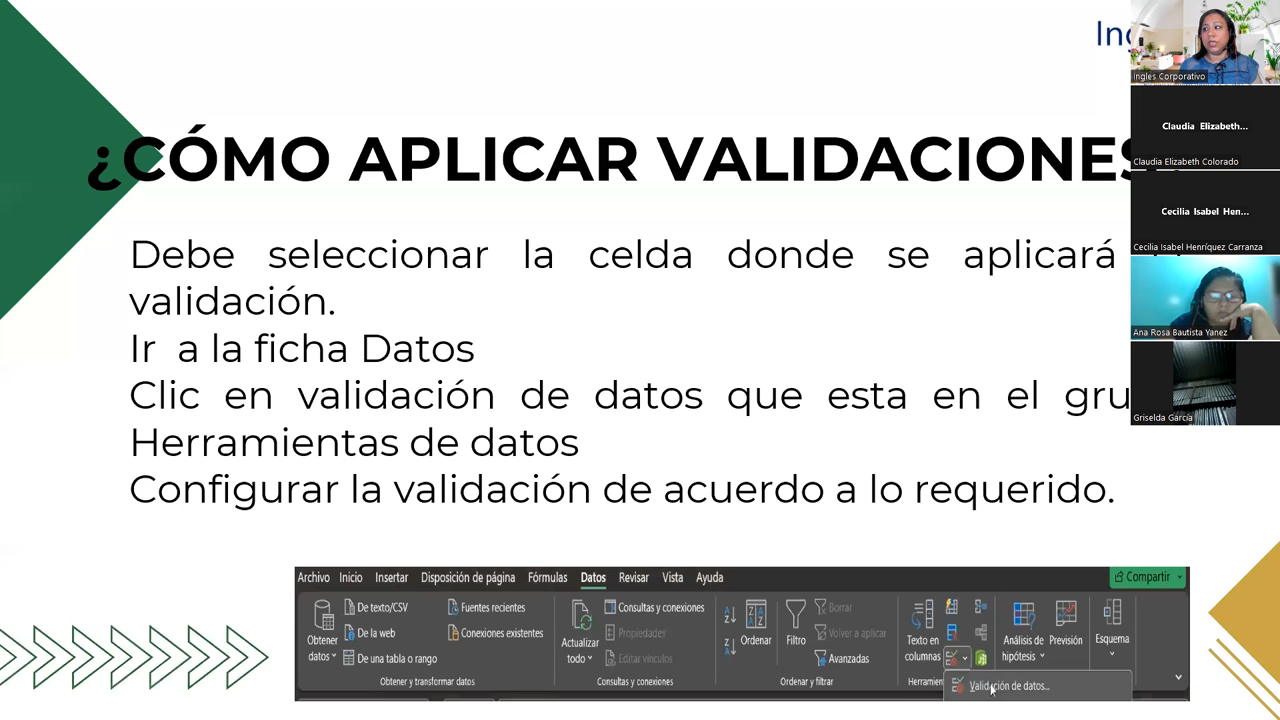 ¿CÓMO APLICAR VALIDACIONES
Debe seleccionar la celda donde se aplicará
validación.
Ir a la ficha Datos
Clic en validación de datos que esta en el gru
Herramientas de datos
Configurar la validación de acuerdo a lo requerido.
Ingles Corporativo
Claudia Elizabeth...
Claudia Elizabeth Colorado
Cecilia Isabel Hen...
Cecilia Isabel Henríquez Carranza
Ana Rosa Bautista Yanez
Griselda García
Archivo Inicio Insertar Disposición de página Fórmulas Datos Revisar Vista Ayuda
Compartir
Obtener datos
De texto/CSV
De la web
De una tabla o rango
Fuentes recientes
Conexiones existentes
Obtener y transformar datos
Actualizar todo
Consultas y conexiones
Propiedades
Editar vínculos
Consultas y conexiones
Ordenar
Filtro
Borrar
Volver a aplicar
Avanzadas
Ordenar y filtrar
Texto en columnas
Herramien
Análisis de hipótesis
Previsión
Esquema
Validación de datos...